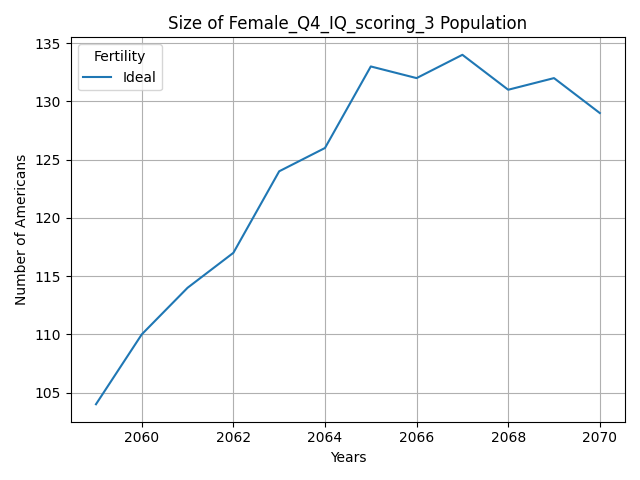 Size of Female_Q4_IQ_scoring_3 Population
Fertility
Ideal
135
130
125
120
115
110
105
Number of Americans
2060 2062 2064 2066 2068 2070
Years